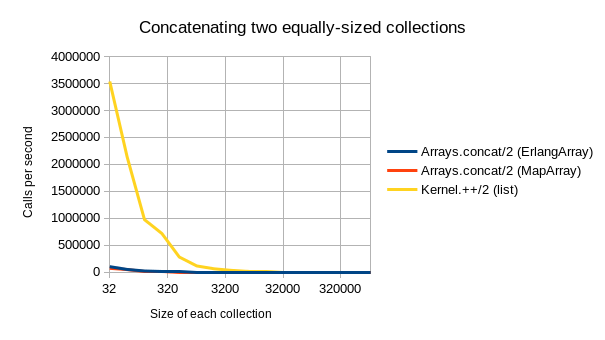 Concatenating two equally-sized collections
4000000
3500000
3000000
2500000
2000000
1500000
1000000
500000
0
Calls per second
32
320
3200
32000
320000
Size of each collection
Arrays.concat/2 (ErlangArray)
Arrays.concat/2 (MapArray)
Kernel.++/2 (list)